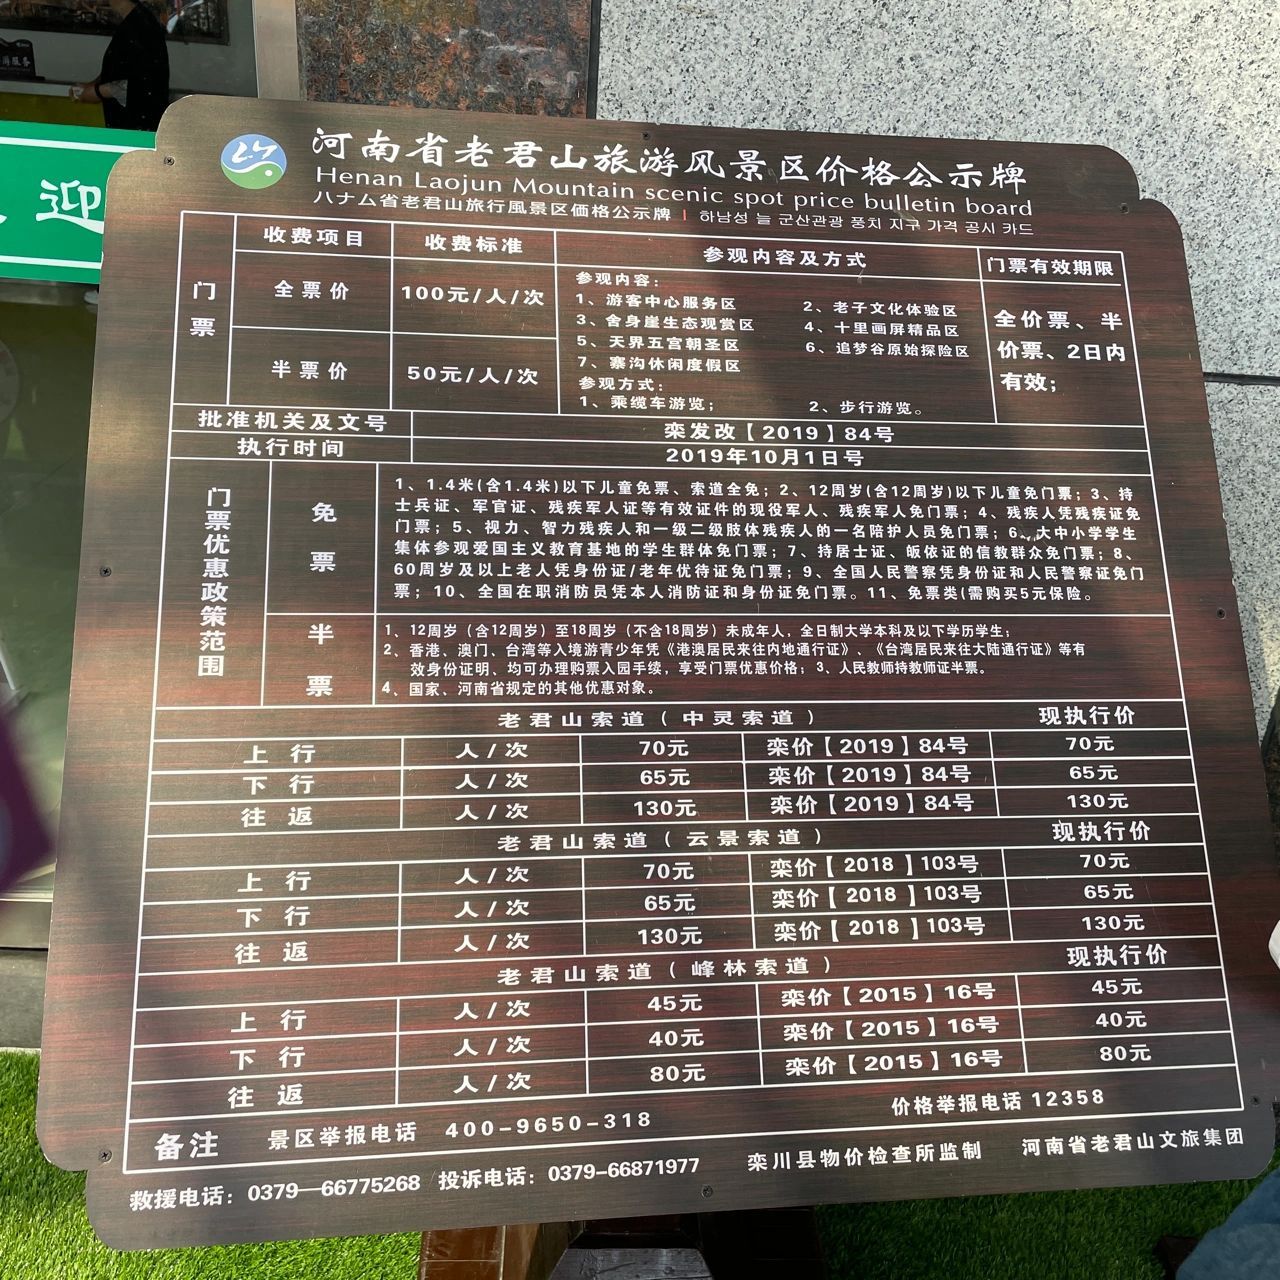 迎
河南省老君山旅游风景区价格公示牌
Henan Laojun Mountain scenic spot price bulletin board
ハナム省老君山旅行風景区価格公示牌 | 하남성 늘 군산관광 풍치 지구 가격 공시 카드
门票 收费项目 收费标准 参观内容及方式 门票有效期限
全票价 100元/人/次
半票价 50元/人/次
参观内容:
1、游客中心服务区 2、老子文化体验区
3、舍身崖生态观赏区 4、十里画屏精品区
5、天界五宫朝圣区 6、追梦谷原始探险区
7、寨沟休闲度假区
参观方式:
1、乘缆车游览; 2、步行游览。
全价票、半
价票、2日内
有效;
批准机关及文号 栾发改【2019】84号
执行时间 2019年10月1日号
门票优惠政策范围
免票
1、1.4米(含1.4米)以下儿童免票、索道全免;2、12周岁(含12周岁)以下儿童免门票;3、持
士兵证、军官证、残疾军人证等有效证件的现役军人、残疾军人免门票;4、残疾人凭残疾证免
门票;5、视力、智力残疾人和一级二级肢体残疾人的一名陪护人员免门票;6、大中小学学生
集体参观爱国主义教育基地的学生群体免门票;7、持居士证、皈依证的信教群众免门票;8、
60周岁及以上老人凭身份证/老年优待证免门票;9、全国人民警察凭身份证和人民警察证免门
票;10、全国在职消防员凭本人消防证和身份证免门票。11、免票类(需购买5元保险。
半票
1、12周岁(含12周岁)至18周岁(不含18周岁)未成年人,全日制大学本科及以下学历学生;
2、香港、澳门、台湾等入境游青少年凭《港澳居民来往内地通行证》、《台湾居民来往大陆通行证》等有
效身份证明、均可办理购票入园手续,享受门票优惠价格;3、人民教师持教师证半票。
4、国家、河南省规定的其他优惠对象。
老君山索道(中灵索道) 现执行价
上行 人/次 70元 栾价【2019】84号 70元
下行 人/次 65元 栾价【2019】84号 65元
往返 人/次 130元 栾价【2019】84号 130元
老君山索道(云景索道) 现执行价
上行 人/次 70元 栾价【2018】103号 70元
下行 人/次 65元 栾价【2018】103号 65元
往返 人/次 130元 栾价【2018】103号 130元
老君山索道(峰林索道) 现执行价
上行 人/次 45元 栾价【2015】16号 45元
下行 人/次 40元 栾价【2015】16号 40元
往返 人/次 80元 栾价【2015】16号 80元
备注 景区举报电话 400-9650-318 价格举报电话 12358
救援电话: 0379—66775268 投诉电话: 0379-66871977 栾川县物价检查所监制 河南省老君山文旅集团